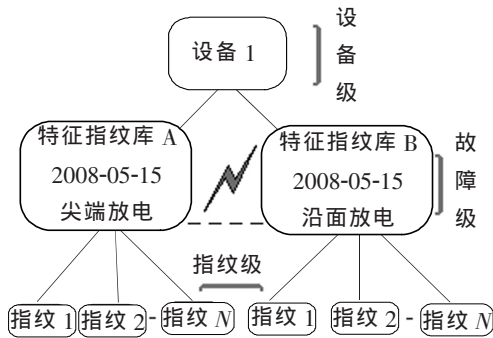 设备 1
设备级
特征指纹库 A
2008-05-15
尖端放电
特征指纹库 B
2008-05-15
沿面放电
故障级
指纹级
指纹 1 指纹 2 - 指纹 N 指纹 1 指纹 2 - 指纹 N